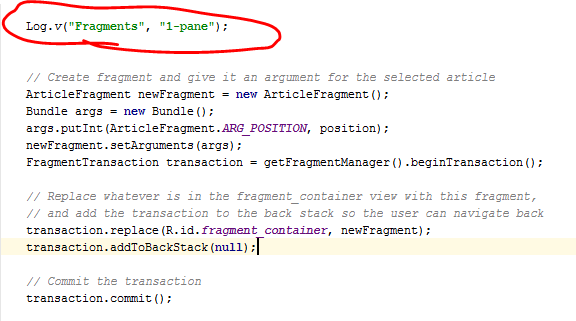 Log.v("Fragments", "1-pane");
// Create fragment and give it an argument for the selected article
ArticleFragment newFragment = new ArticleFragment();
Bundle args = new Bundle();
args.putInt(ArticleFragment.ARG_POSITION, position);
newFragment.setArguments(args);
FragmentTransaction transaction = getFragmentManager().beginTransaction();
// Replace whatever is in the fragment_container view with this fragment,
// and add the transaction to the back stack so the user can navigate back
transaction.replace(R.id.fragment_container, newFragment);
transaction.addToBackStack(null);
// Commit the transaction
transaction.commit();